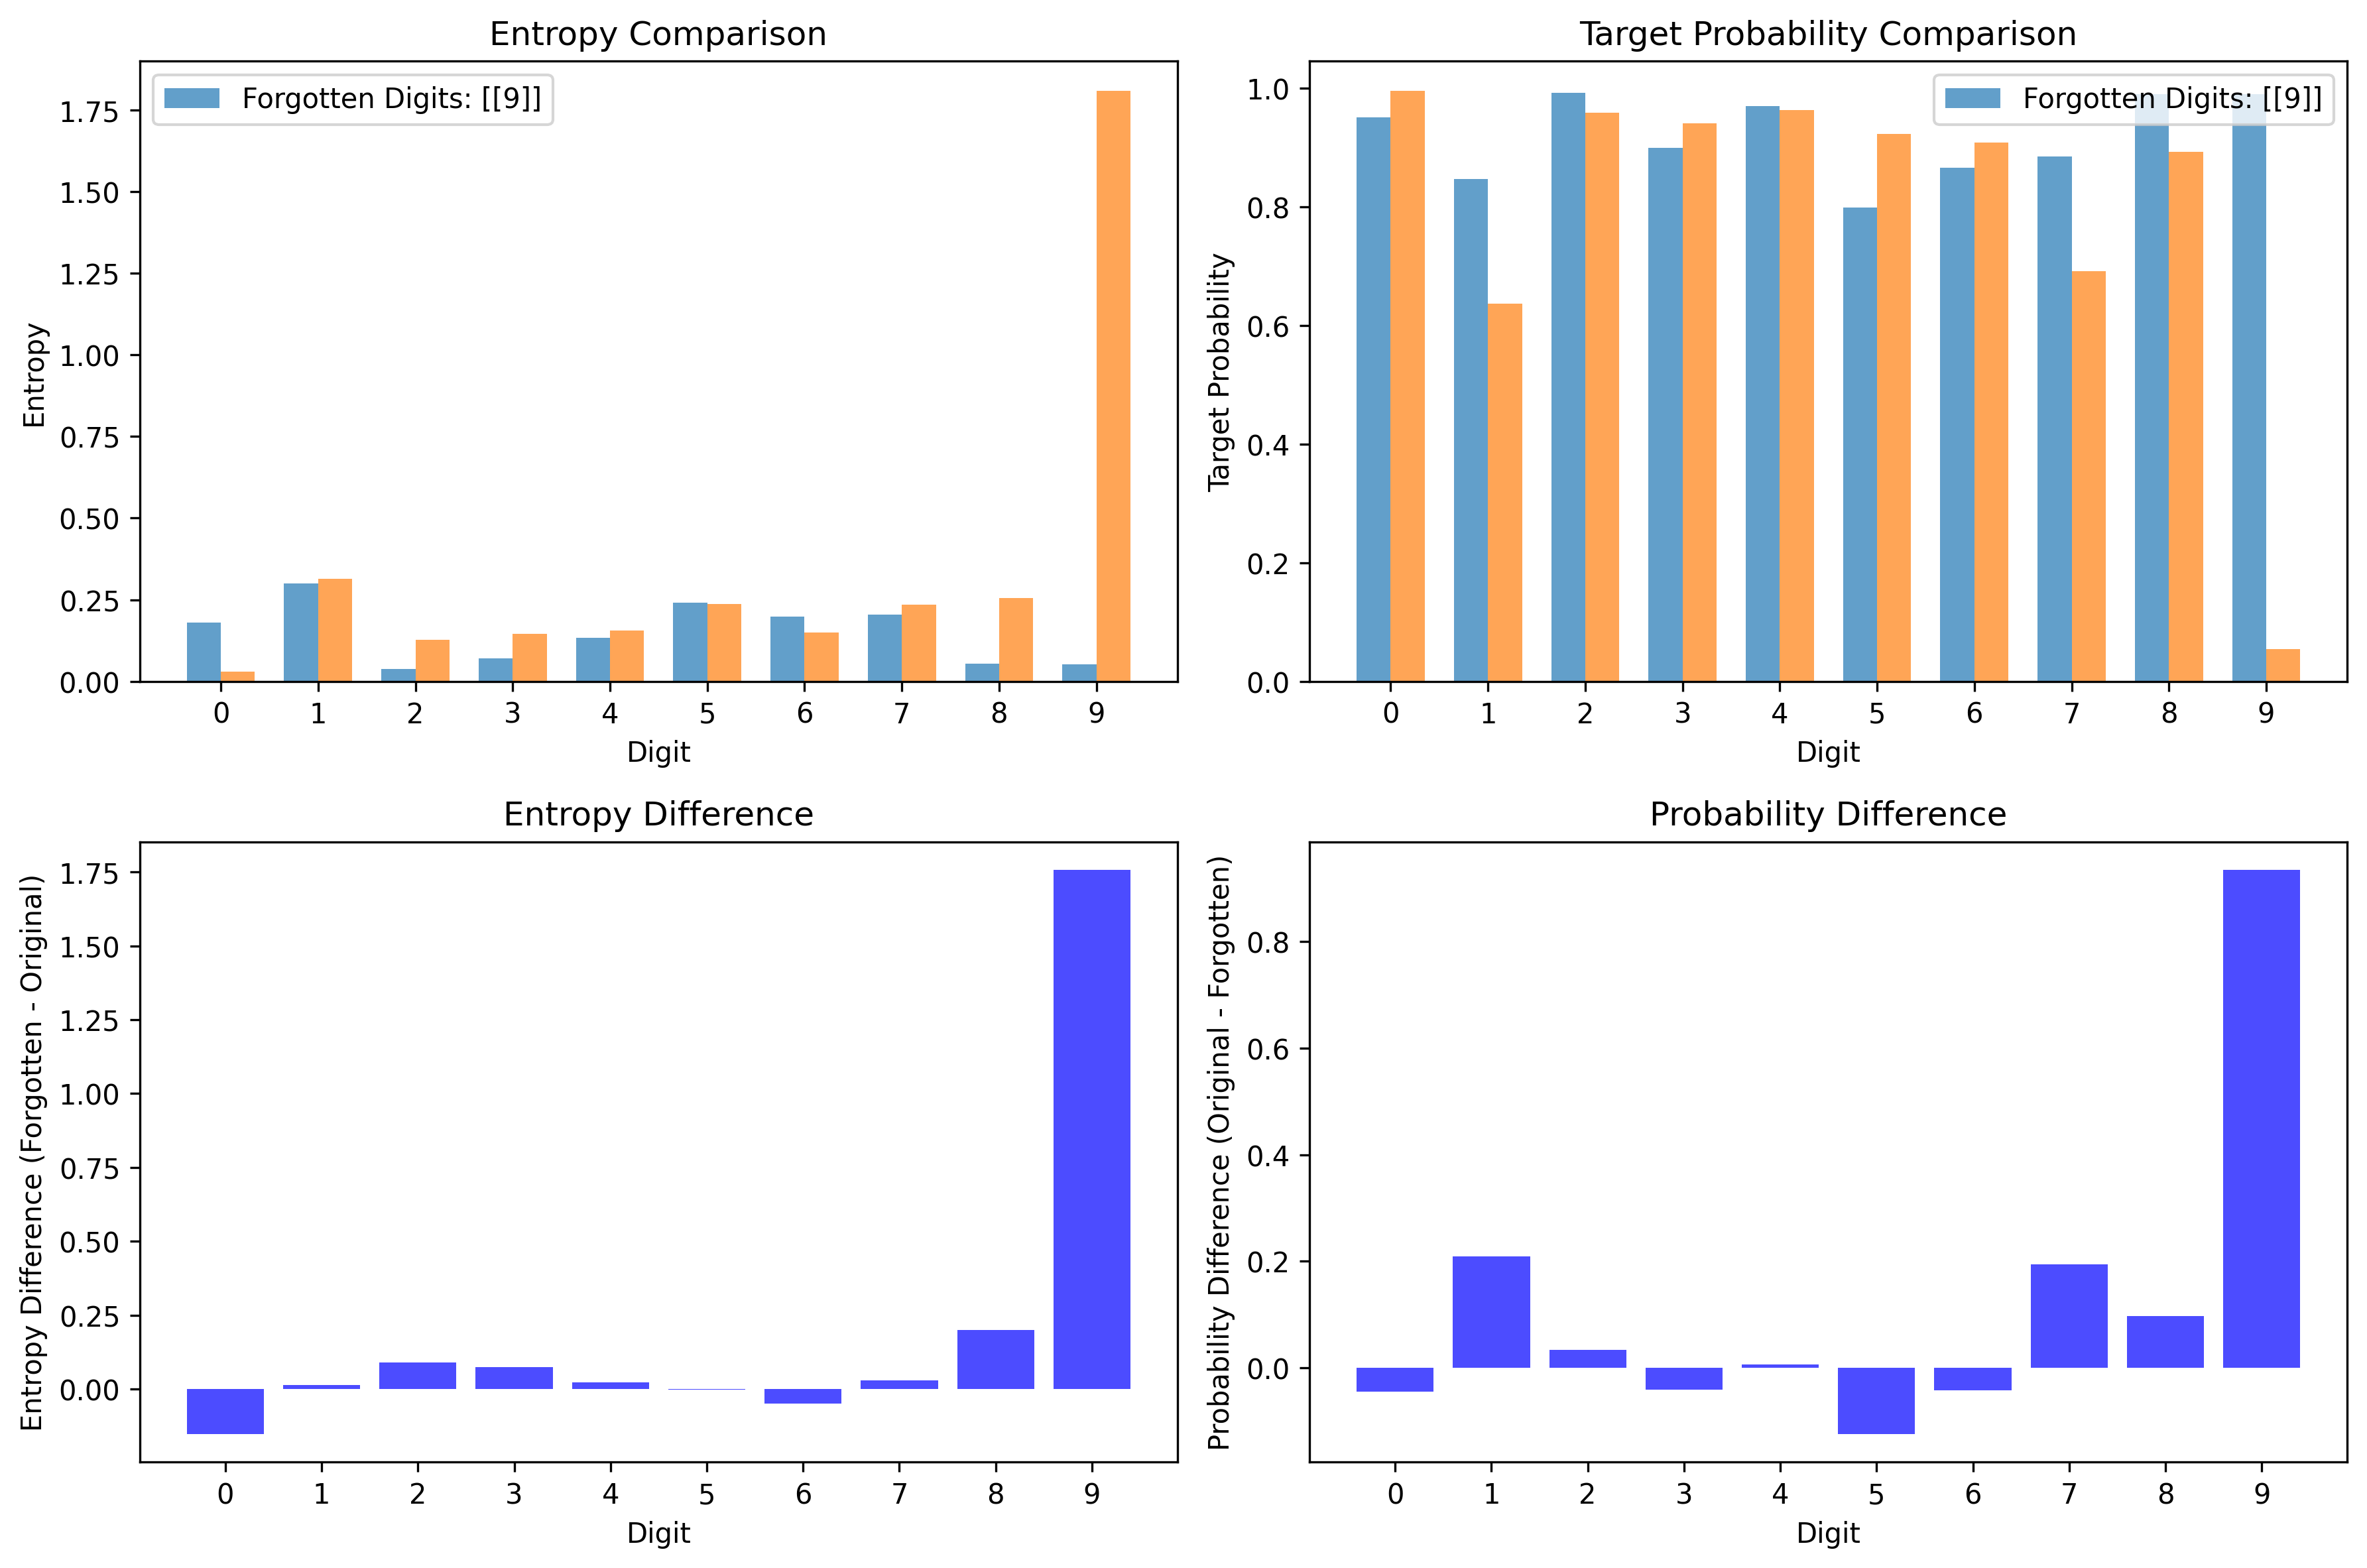 Entropy Comparison
Forgotten Digits: [[9]]
Entropy
1.75
1.50
1.25
1.00
0.75
0.50
0.25
0.00
0 1 2 3 4 5 6 7 8 9
Digit
Target Probability Comparison
Forgotten Digits: [[9]]
Target Probability
1.0
0.8
0.6
0.4
0.2
0.0
0 1 2 3 4 5 6 7 8 9
Digit
Entropy Difference
Entropy Difference (Forgotten - Original)
1.75
1.50
1.25
1.00
0.75
0.50
0.25
0.00
0 1 2 3 4 5 6 7 8 9
Digit
Probability Difference
Probability Difference (Original - Forgotten)
0.8
0.6
0.4
0.2
0.0
0 1 2 3 4 5 6 7 8 9
Digit